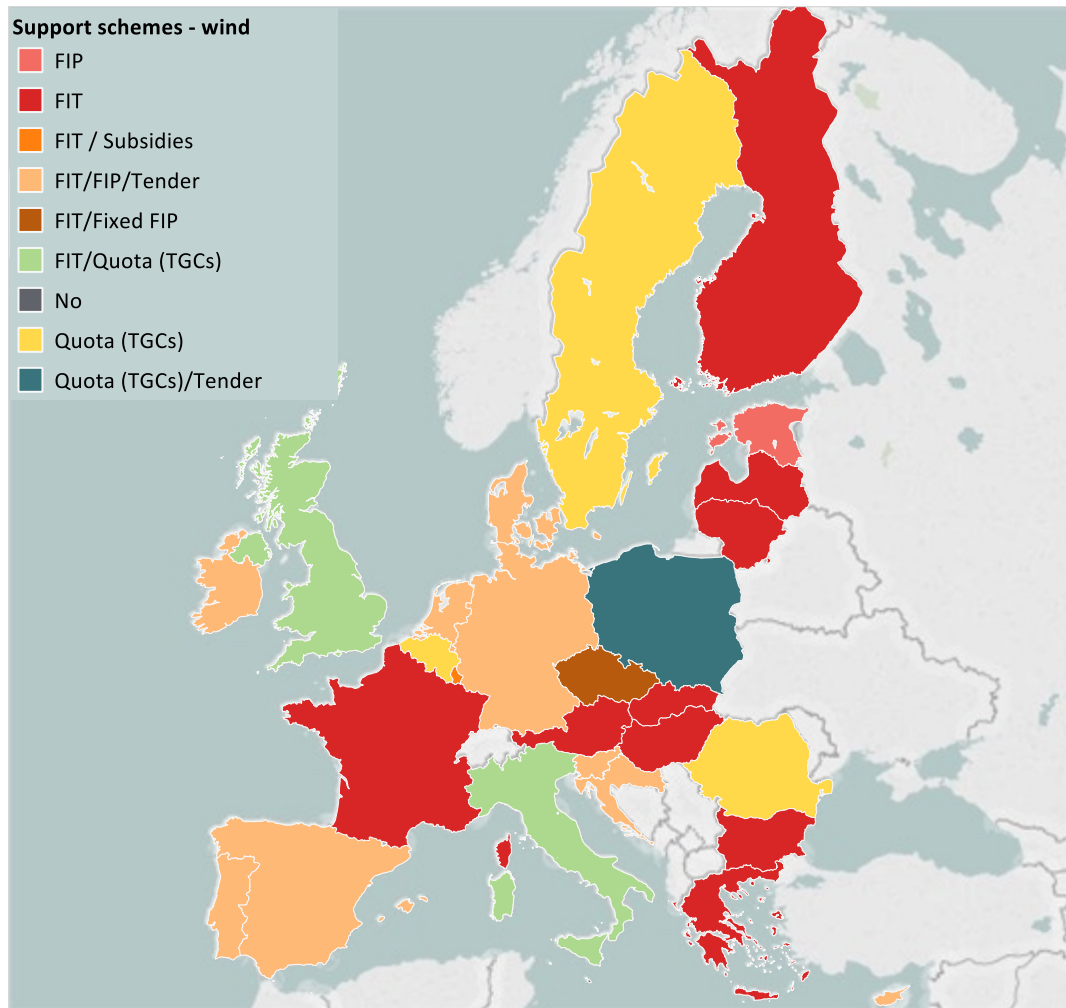 Support schemes - wind
FIP
FIT
FIT / Subsidies
FIT/FIP/Tender
FIT/Fixed FIP
FIT/Quota (TGCs)
No
Quota (TGCs)
Quota (TGCs)/Tender